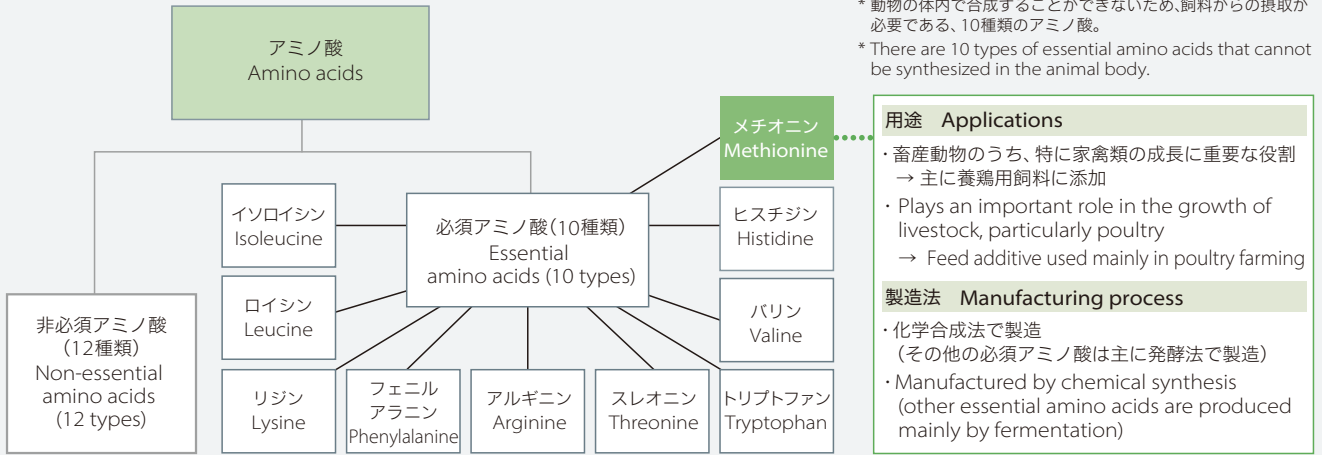 * 動物の体内で合成することができないため、飼料からの摂取が
必要である、10種類のアミノ酸。
* There are 10 types of essential amino acids that cannot
be synthesized in the animal body.
アミノ酸
Amino acids
メチオニン
Methionine
イソロイシン
Isoleucine
必須アミノ酸（10種類）
Essential
amino acids (10 types)
ヒスチジン
Histidine
ロイシン
Leucine
バリン
Valine
非必須アミノ酸
（12種類）
Non-essential
amino acids
(12 types)
リジン
Lysine
フェニル
アラニン
Phenylalanine
アルギニン
Arginine
スレオニン
Threonine
トリプトファン
Tryptophan
用途 Applications
・畜産動物のうち、特に家禽類の成長に重要な役割
→ 主に養鶏用飼料に添加
・Plays an important role in the growth of
livestock, particularly poultry
→ Feed additive used mainly in poultry farming
製造法 Manufacturing process
・化学合成法で製造
（その他の必須アミノ酸は主に発酵法で製造）
・Manufactured by chemical synthesis
(other essential amino acids are produced
mainly by fermentation)